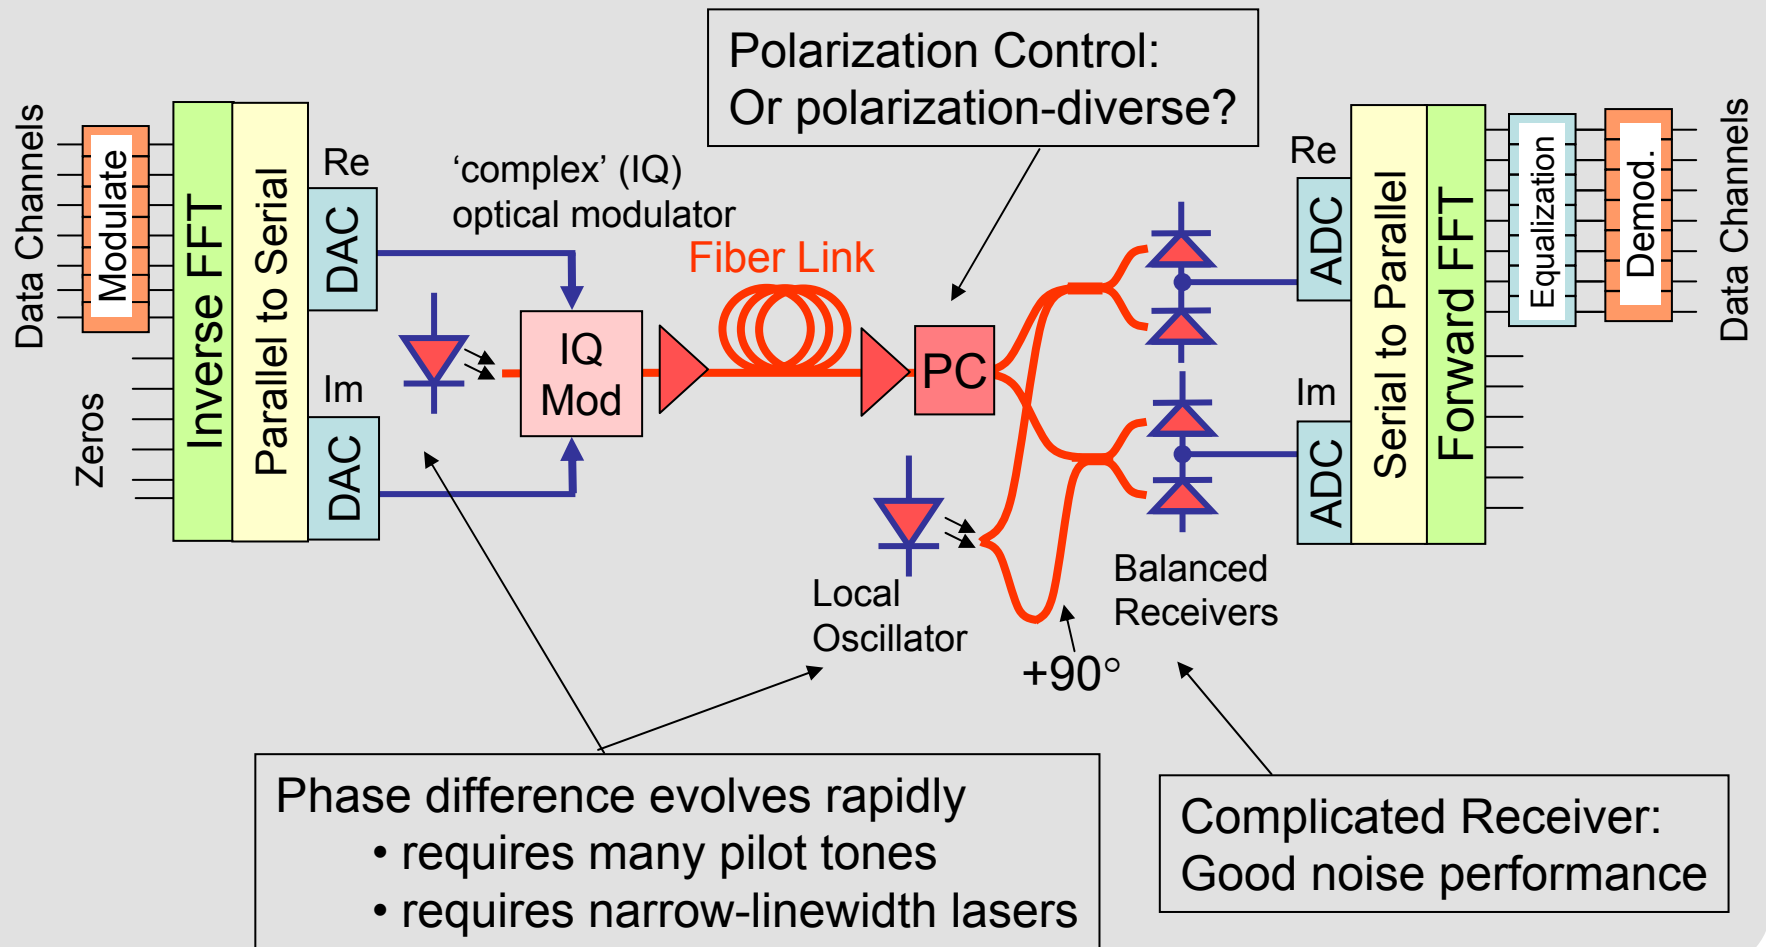 Polarization Control:
Or polarization-diverse?
Data Channels
Modulate
Zeros
Inverse FFT
Parallel to Serial
Re
DAC
Im
DAC
‘complex’ (IQ)
optical modulator
IQ
Mod
Fiber Link
PC
Local
Oscillator
+90°
Balanced
Receivers
Re
ADC
Im
ADC
Serial to Parallel
Forward FFT
Equalization
Demod.
Data Channels
Phase difference evolves rapidly
• requires many pilot tones
• requires narrow-linewidth lasers
Complicated Receiver:
Good noise performance